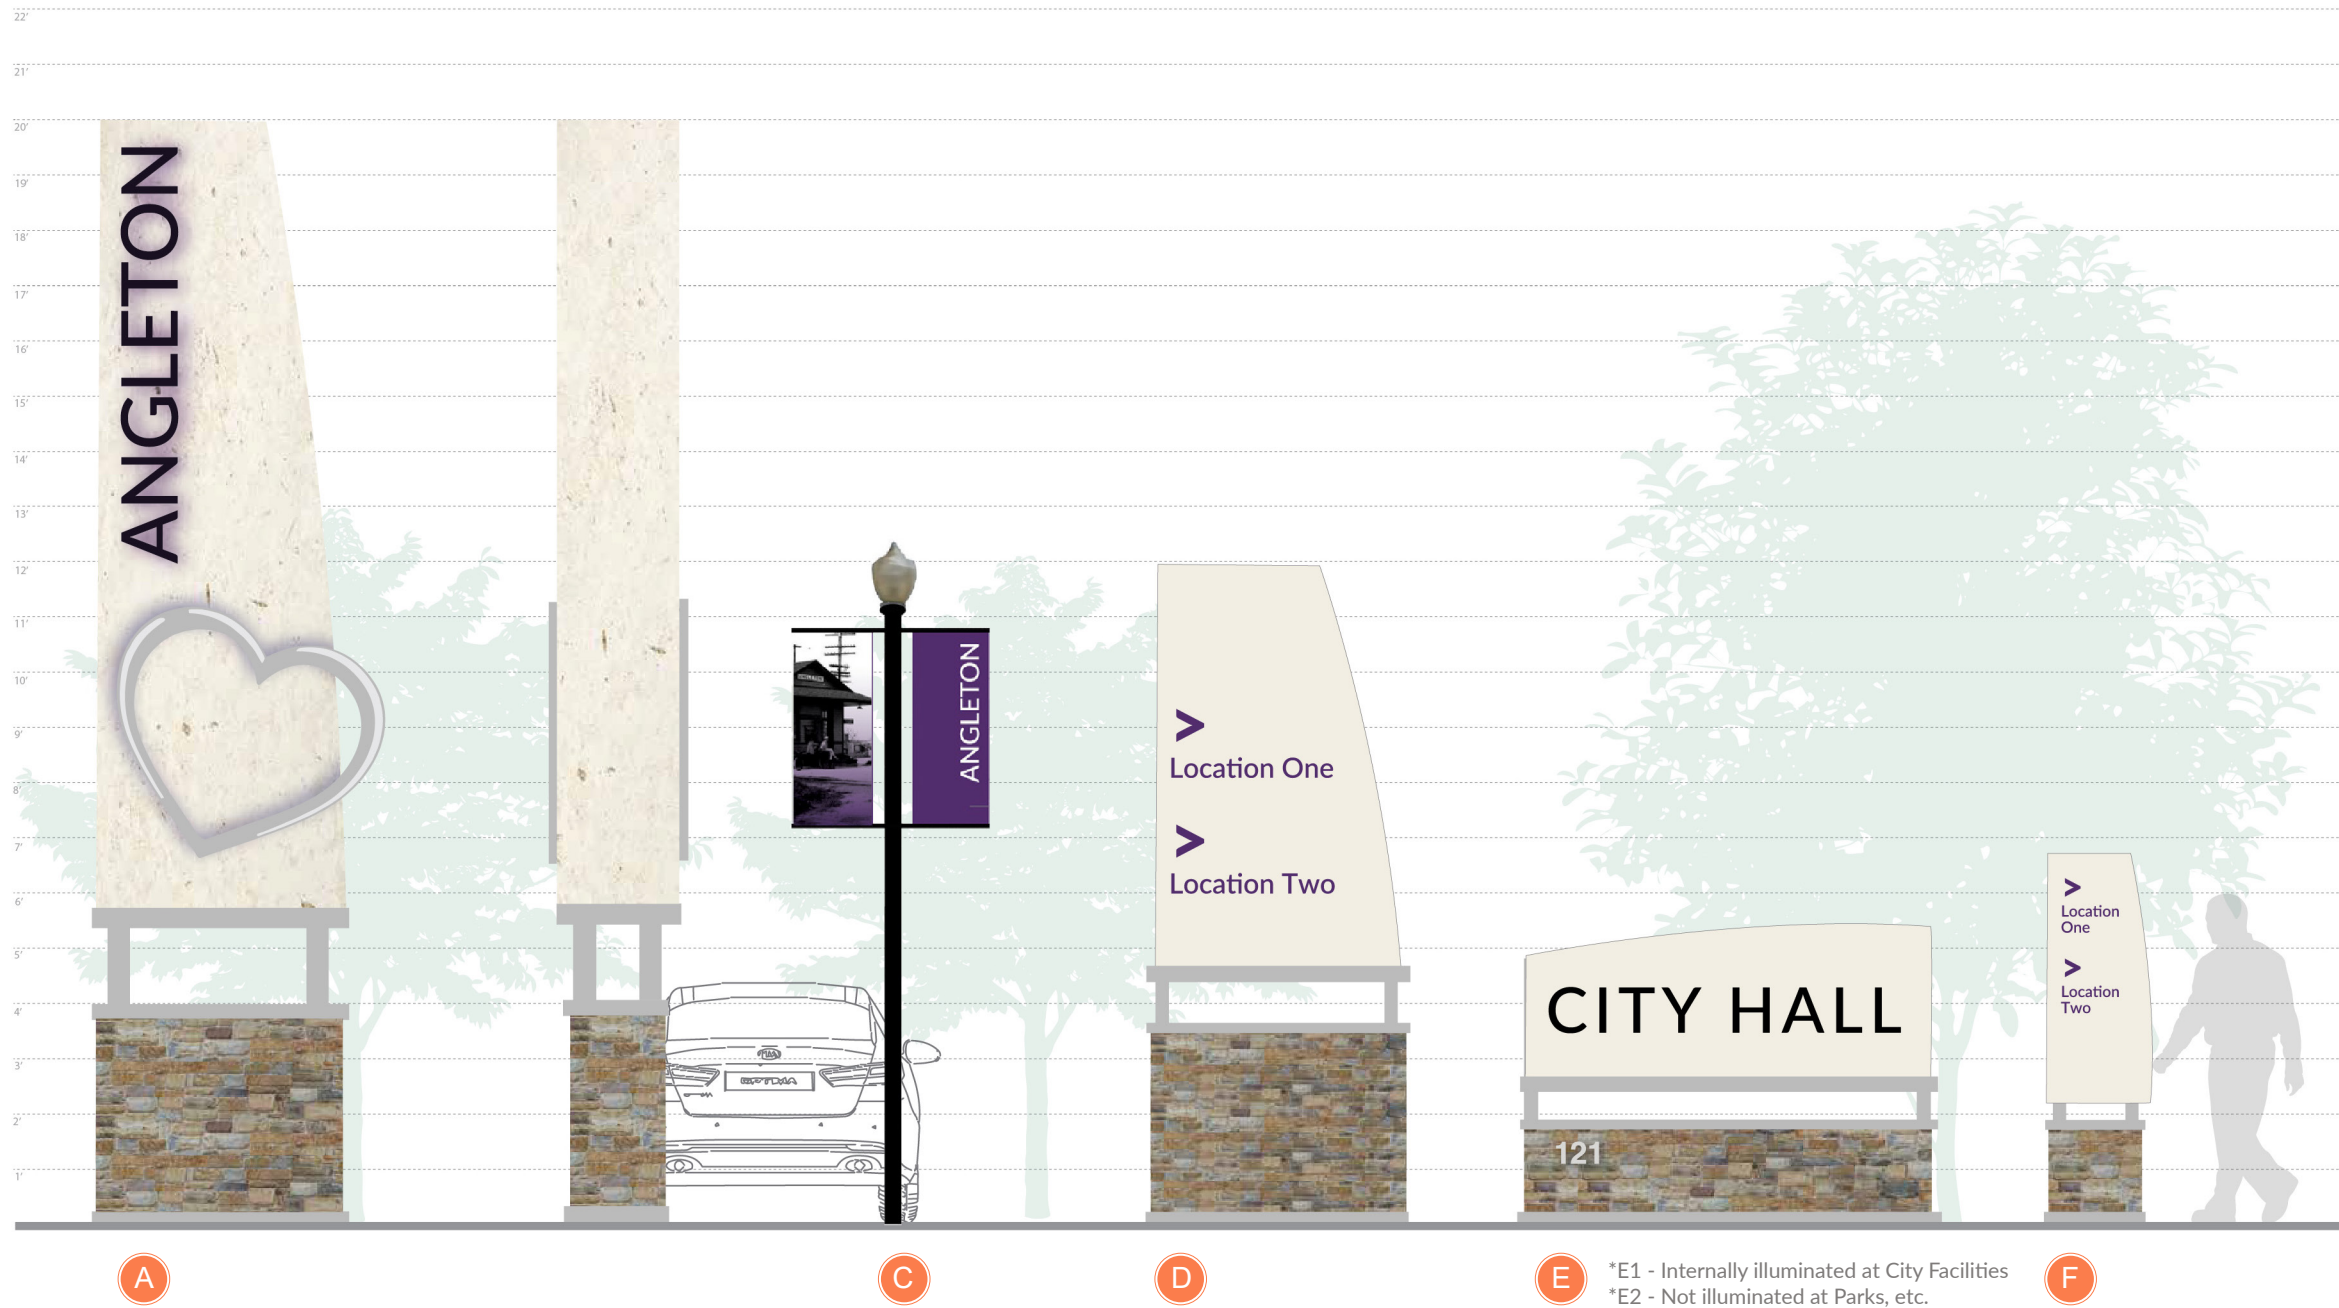 22'
21'
20'
19'
18'
17'
16'
15'
14'
13'
12'
11'
10'
9'
8'
7'
6'
5'
4'
3'
2'
1'
ANGLETON
ANGLETON
>
Location One
>
Location Two
CITY HALL
121
>
Location
One
>
Location
Two
KIA
OPTIMA
A
C
D
E
*E1 - Internally illuminated at City Facilities
*E2 - Not illuminated at Parks, etc.
F